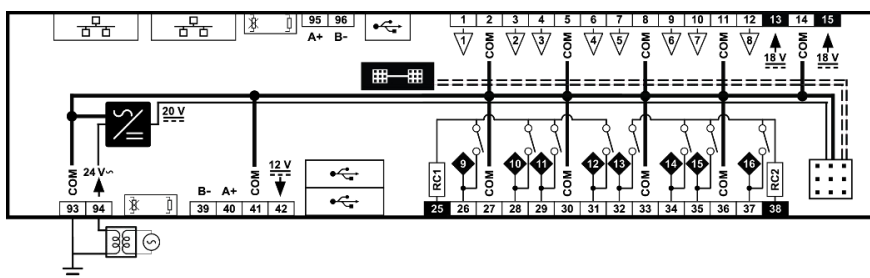 95 96 1 2 3 4 5 6 7 8 9 10 11 12 13 14 15
A+ B-
1 COM 2 3 COM 4 5 COM 6 7 COM 8 18 V COM 18 V
20 V
24 V~ 12 V
COM B- A+ COM
RC1 9 COM 10 11 COM 12 13 COM 14 15 COM 16 RC2
93 94 39 40 41 42 25 26 27 28 29 30 31 32 33 34 35 36 37 38